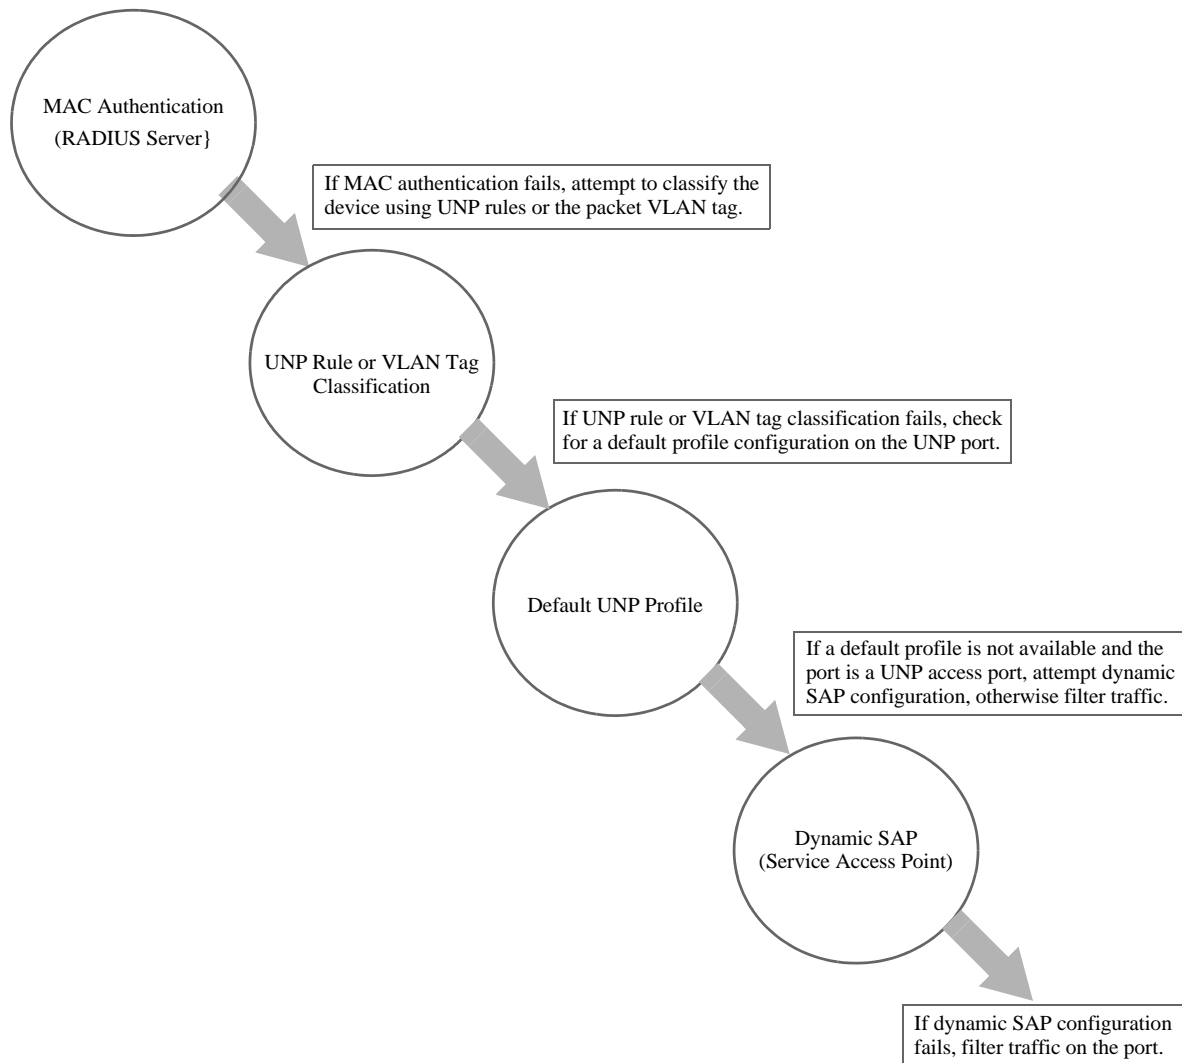 MAC Authentication
(RADIUS Server}
If MAC authentication fails, attempt to classify the
device using UNP rules or the packet VLAN tag.
UNP Rule or VLAN Tag
Classification
If UNP rule or VLAN tag classification fails, check
for a default profile configuration on the UNP port.
Default UNP Profile
If a default profile is not available and the
port is a UNP access port, attempt dynamic
SAP configuration, otherwise filter traffic.
Dynamic SAP
(Service Access Point)
If dynamic SAP configuration
fails, filter traffic on the port.